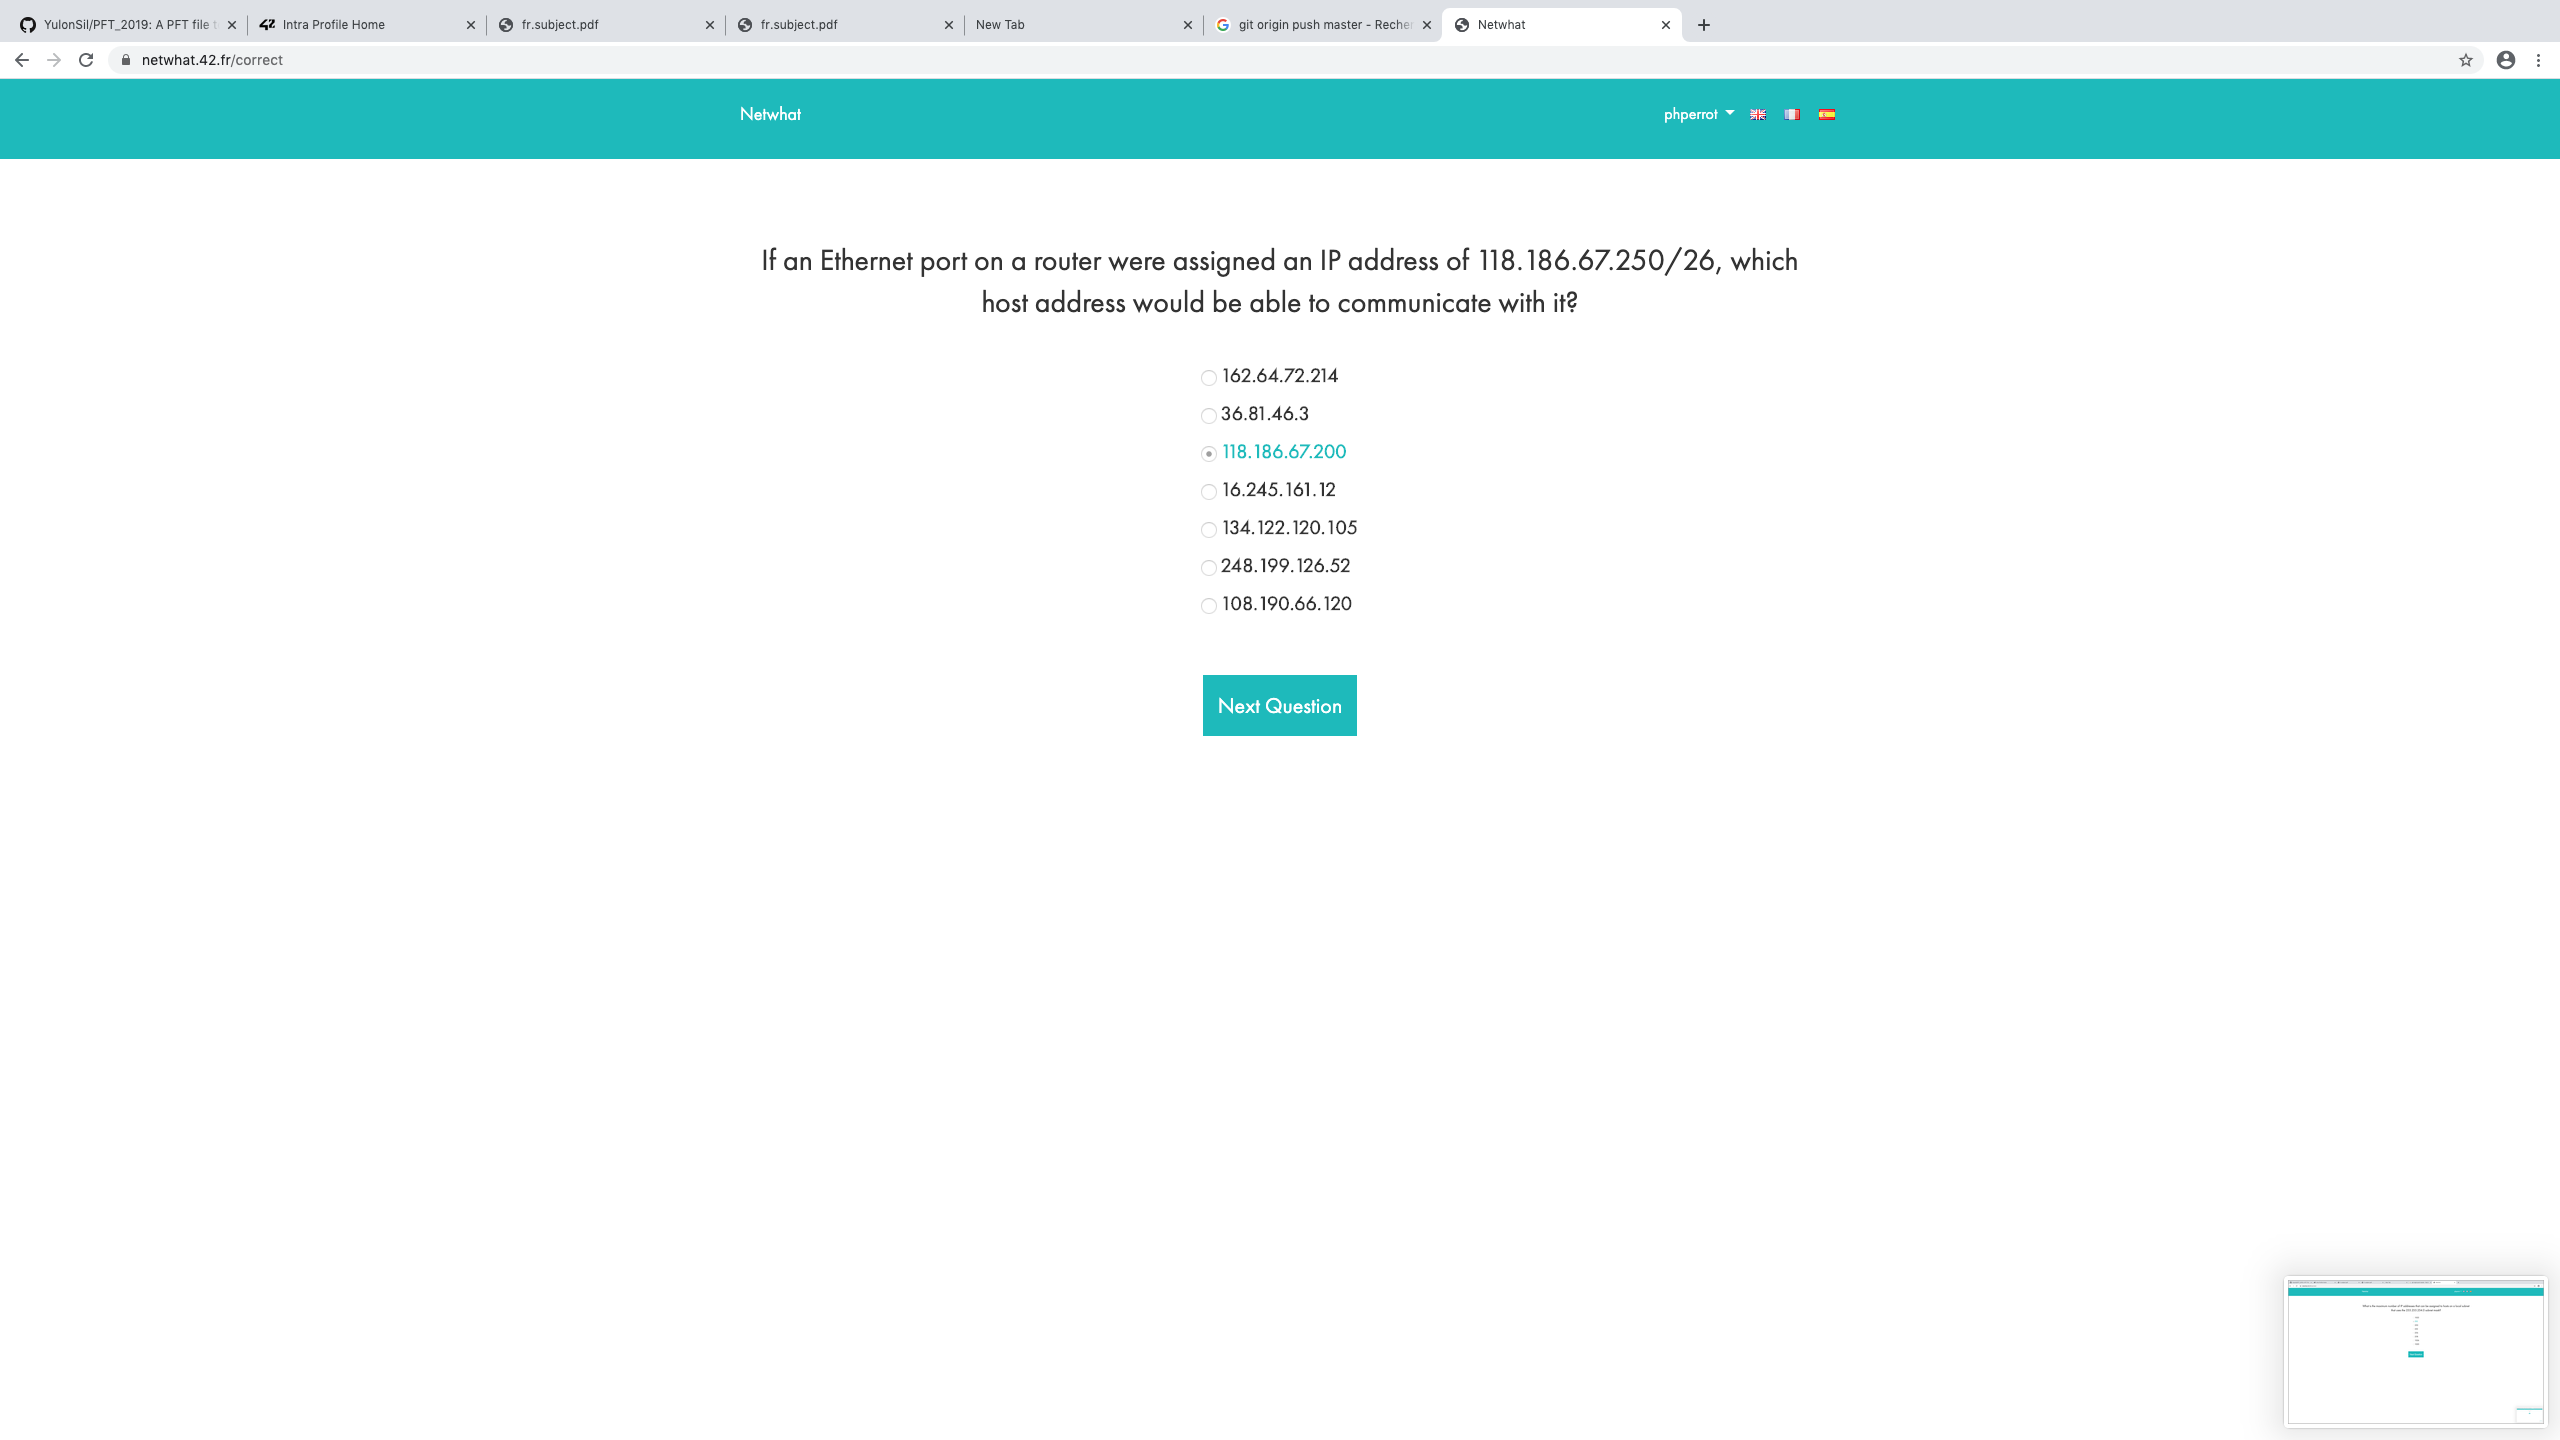 YulonSil/PFT_2019: A PFT file t
Intra Profile Home
fr.subject.pdf
fr.subject.pdf
New Tab
git origin push master - Recher
Netwhat
netwhat.42.fr/correct
Netwhat
phperrot
If an Ethernet port on a router were assigned an IP address of 118.186.67.250/26, which
host address would be able to communicate with it?
162.64.72.214
36.81.46.3
118.186.67.200
16.245.161.12
134.122.120.105
248.199.126.52
108.190.66.120
Next Question